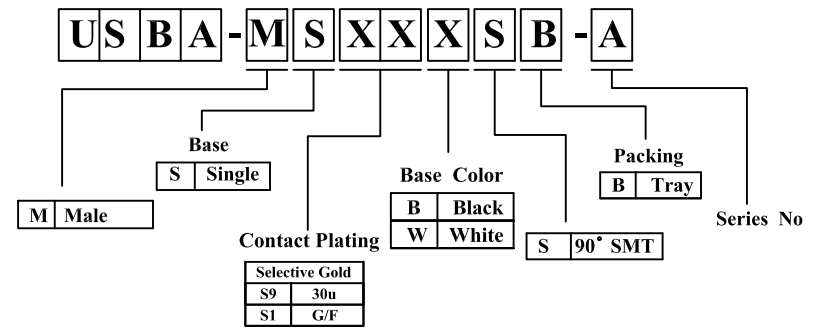 USBA-MSXXXSB-A
Base
S Single
Packing
B Tray
Base Color
B Black
W White
M Male
Series No
Contact Plating
S 90° SMT
Selective Gold
S9 30u
S1 G/F